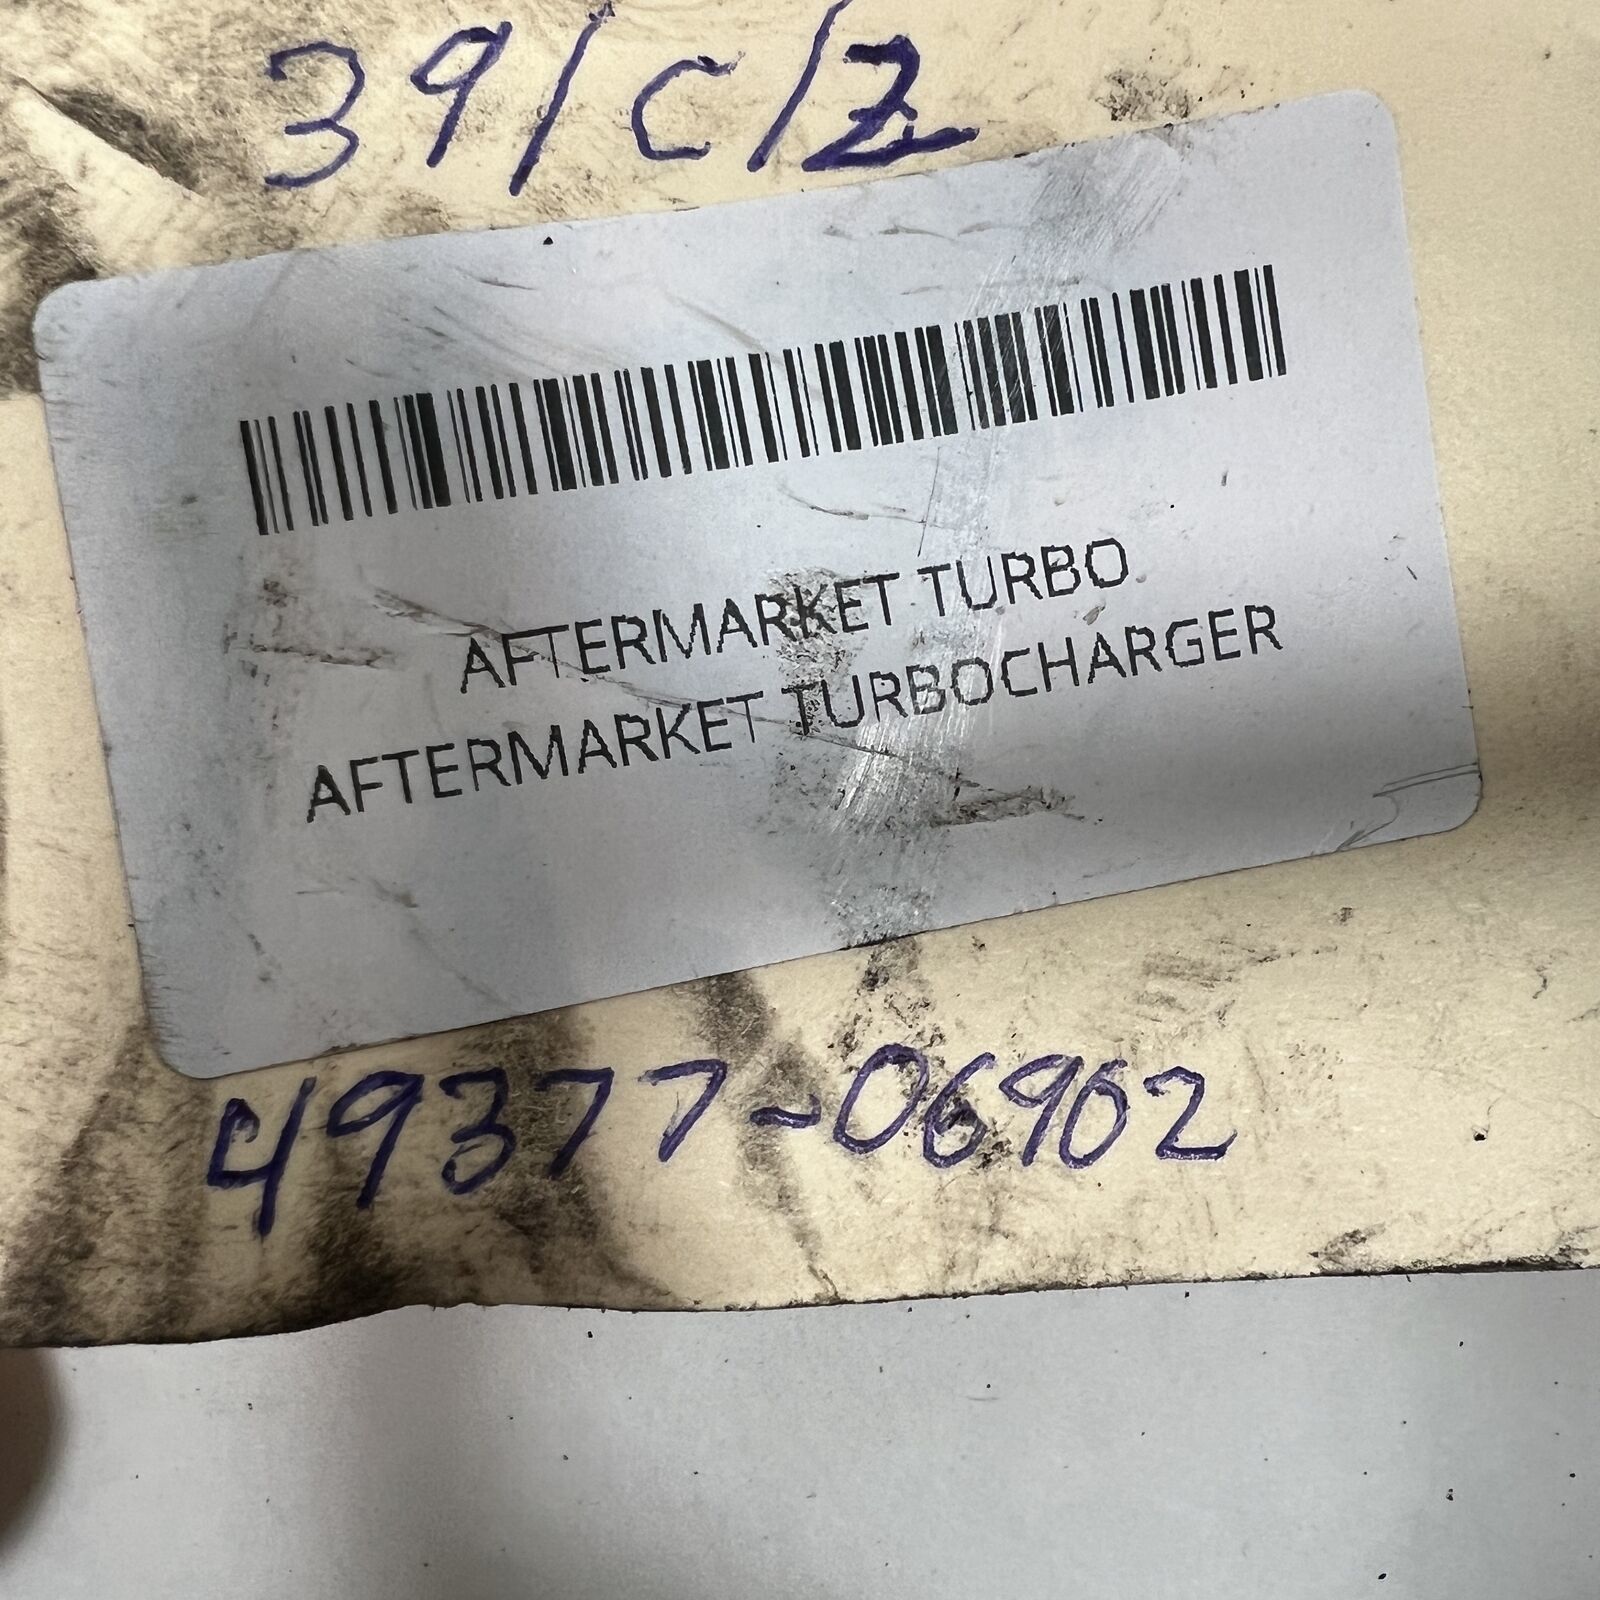 39/C/2
AFTERMARKET TURBO
AFTERMARKET TURBOCHARGER
49377-06902